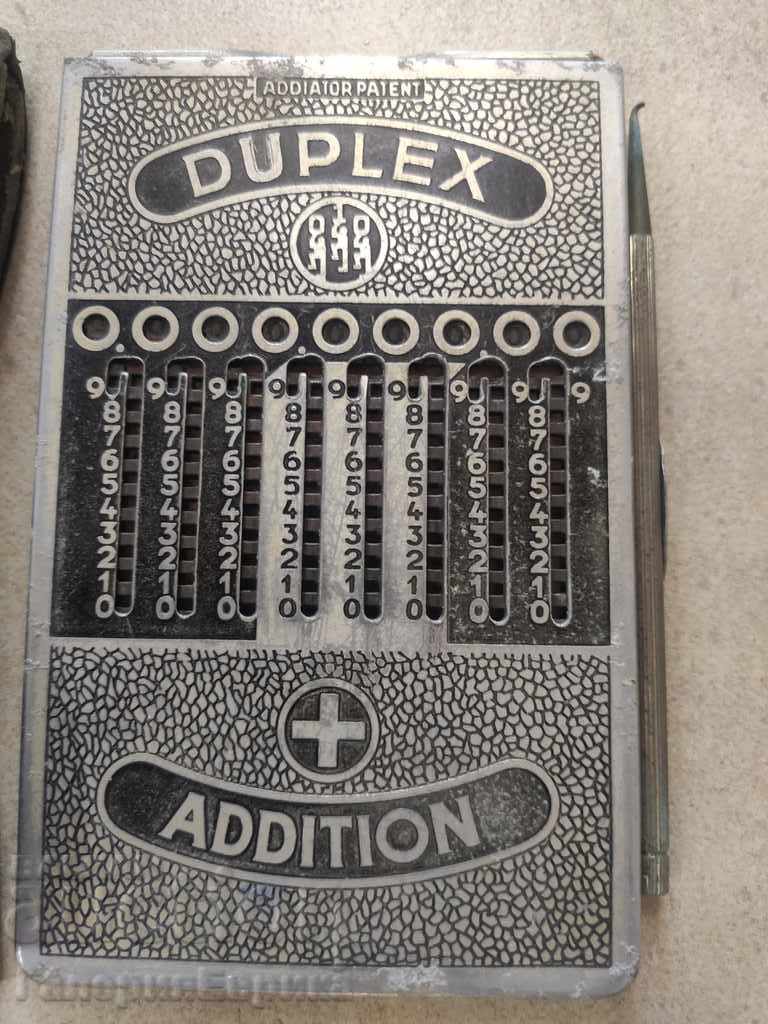 ADDIATOR PATENT
DUPLEX
9 9 9 9 9 9 9 9 9
8 8 8 8 8 8 8 8
7 7 7 7 7 7 7 7
6 6 6 6 6 6 6 6
5 5 5 5 5 5 5 5
4 4 4 4 4 4 4 4
3 3 3 3 3 3 3 3
2 2 2 2 2 2 2 2
1 1 1 1 1 1 1 1
0 0 0 0 0 0 0 0
+
ADDITION